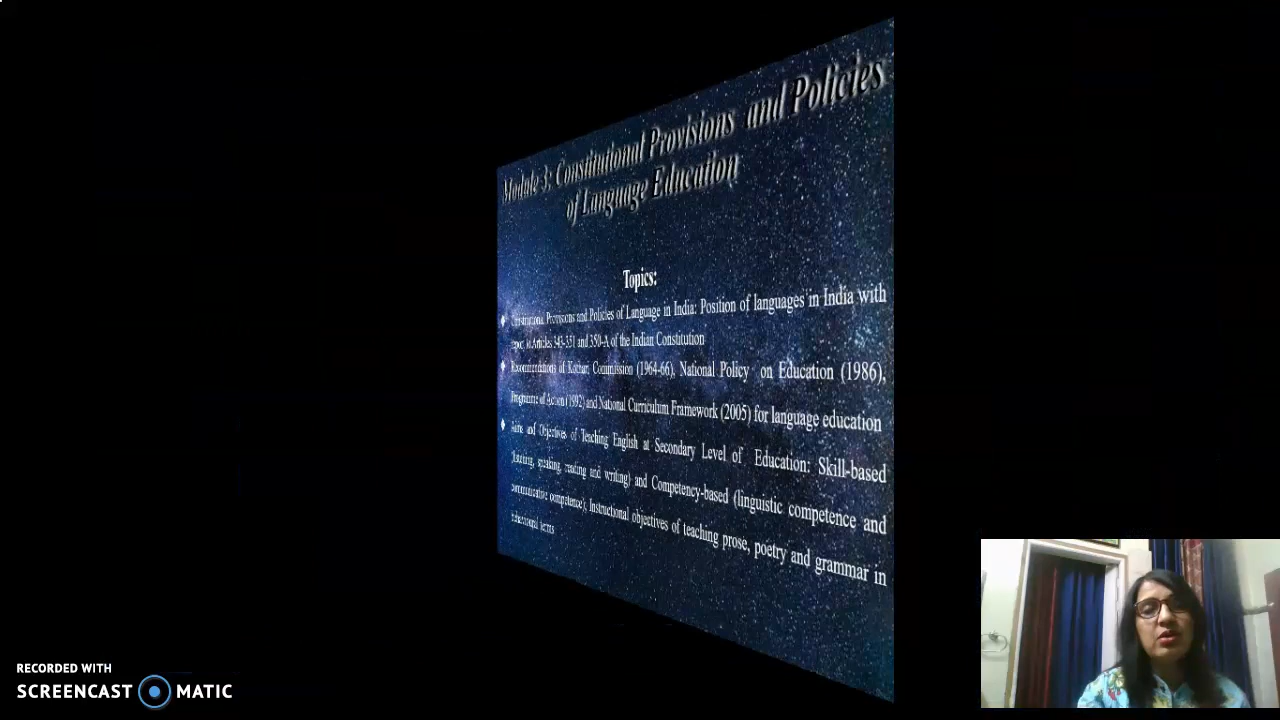 Module 3: Constitutional Provisions and Policies
of Language Education
Topics:
Constitutional Provisions and Policies of Language in India: Position of languages in India with
Articles 343-351 and 350-A of the Indian Constitution
Recommendations of Kothari Commission (1964-66), National Policy on Education (1986),
Programme of Action (1992) and National Curriculum Framework (2005) for language education
Aims and Objectives of Teaching English at Secondary Level of Education: Skill-based
(listening, speaking, reading and writing) and Competency-based (linguistic competence and
communicative competence), Instructional objectives of teaching prose, poetry and grammar in
behavioural terms
RECORDED WITH
SCREENCAST MATIC